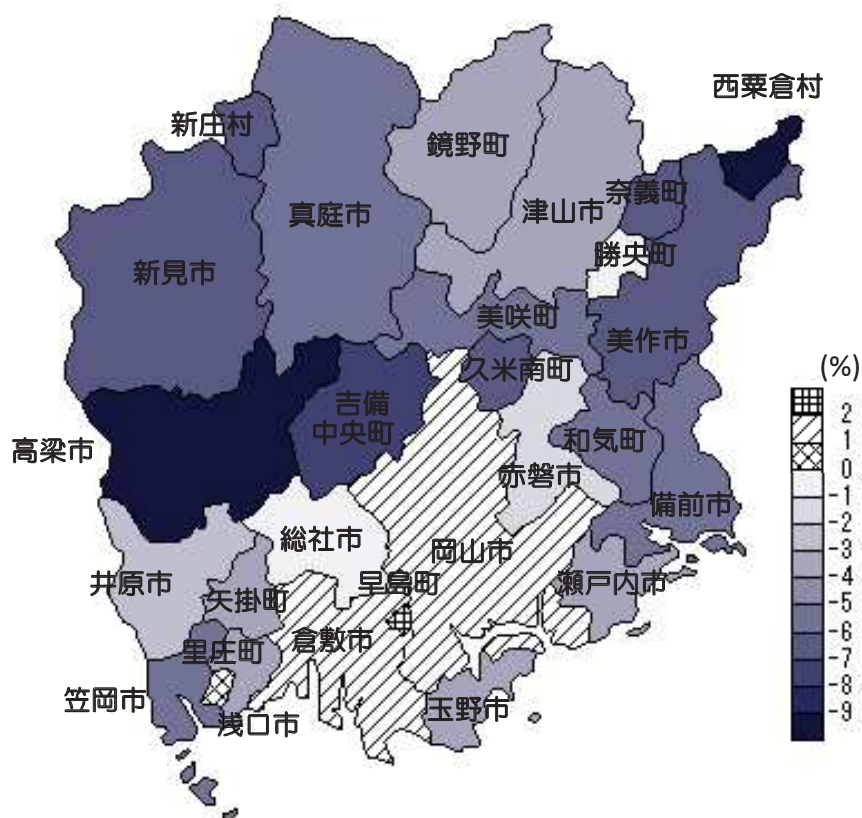 西粟倉村
新庄村
鏡野町
奈義町
真庭市
津山市
勝央町
新見市
美咲町
美作市
久米南町
(%)
吉備
中央町
和気町
高梁市
赤磐市
備前市
総社市
岡山市
井原市
早島町
瀬戸内市
矢掛町
倉敷市
里庄町
笠岡市
浅口市
玉野市
2
1
0
-1
-2
-3
-4
-5
-6
-7
-8
-9